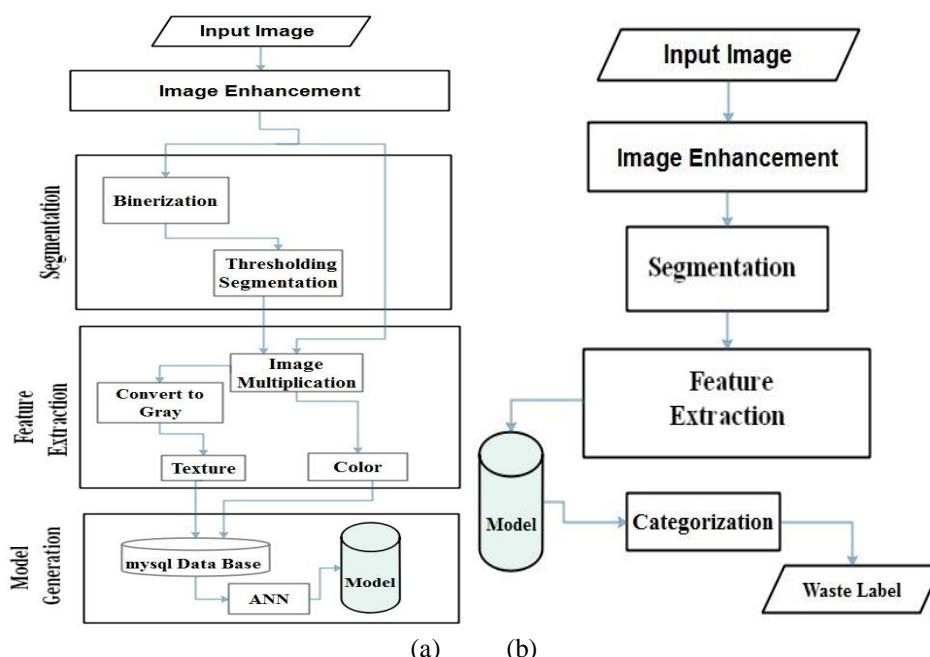 Input Image
Image Enhancement
Segmentation
Binerization
Thresholding
Segmentation
Feature
Extraction
Image
Multiplication
Convert to
Gray
Texture
Color
Model
Generation
mysql Data Base
ANN
Model
(a)
Input Image
Image Enhancement
Segmentation
Feature
Extraction
Model
Categorization
Waste Label
(b)